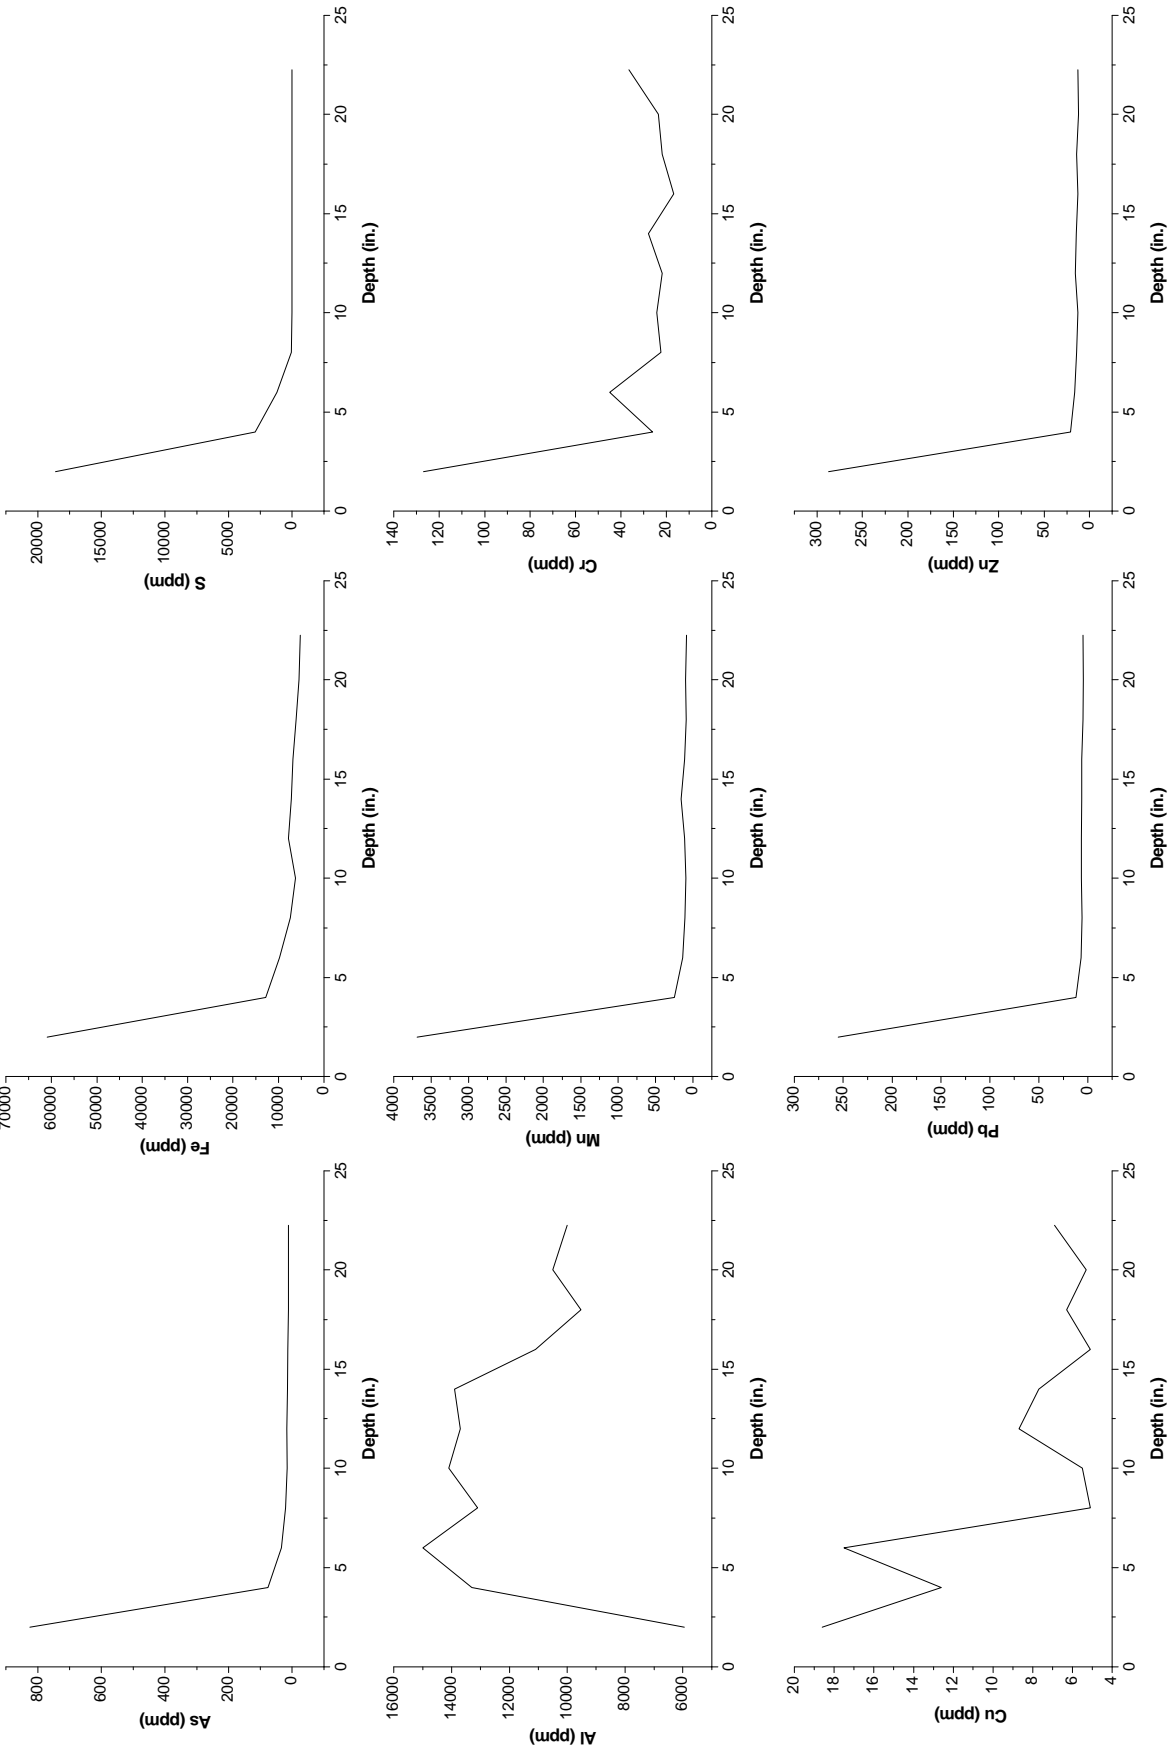 As (ppm)
800
600
400
200
0
0 5 10 15 20 25
Depth (in.)
Fe (ppm)
70000
60000
50000
40000
30000
20000
10000
0
0 5 10 15 20 25
Depth (in.)
S (ppm)
20000
15000
10000
5000
0
0 5 10 15 20 25
Depth (in.)
Al (ppm)
16000
14000
12000
10000
8000
6000
0 5 10 15 20 25
Depth (in.)
Mn (ppm)
4000
3500
3000
2500
2000
1500
1000
500
0
0 5 10 15 20 25
Depth (in.)
Cr (ppm)
140
120
100
80
60
40
20
0
0 5 10 15 20 25
Depth (in.)
Cu (ppm)
20
18
16
14
12
10
8
6
4
0 5 10 15 20 25
Depth (in.)
Pb (ppm)
300
250
200
150
100
50
0
0 5 10 15 20 25
Depth (in.)
Zn (ppm)
300
250
200
150
100
50
0
0 5 10 15 20 25
Depth (in.)